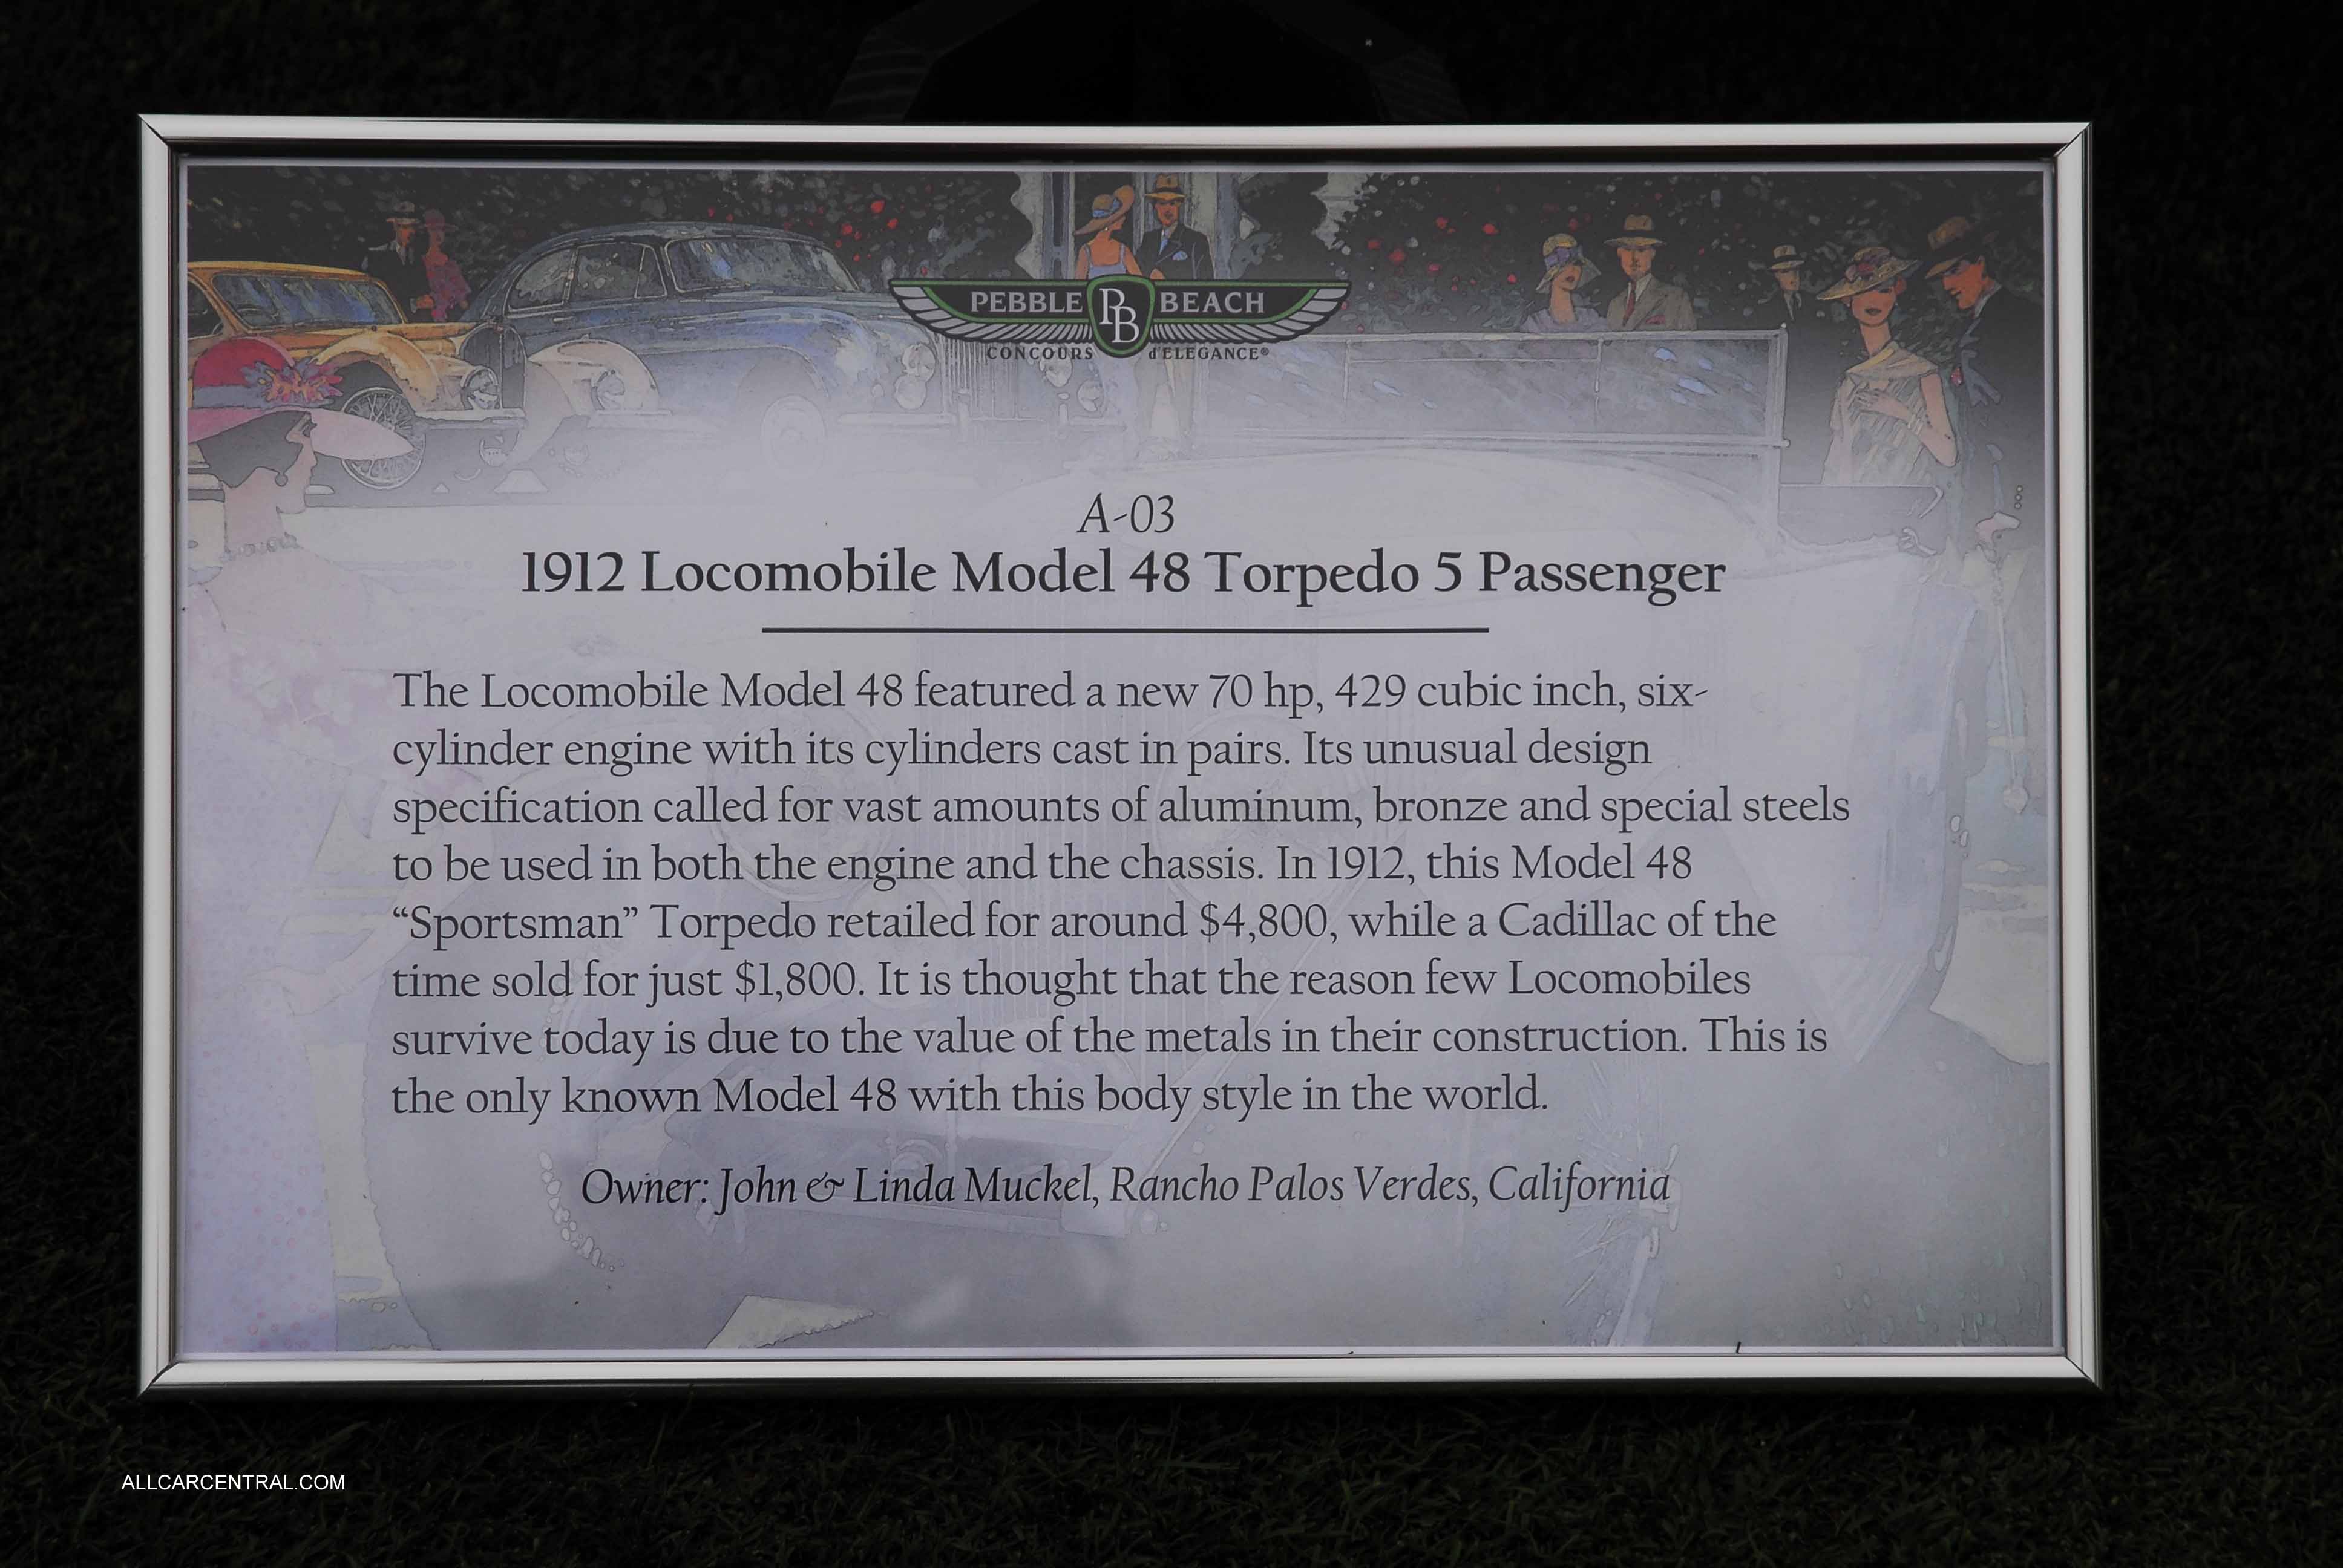 PEBBLE PB BEACH
CONCOURS d'ELEGANCE®
A-03
1912 Locomobile Model 48 Torpedo 5 Passenger
The Locomobile Model 48 featured a new 70 hp, 429 cubic inch, six-
cylinder engine with its cylinders cast in pairs. Its unusual design
specification called for vast amounts of aluminum, bronze and special steels
to be used in both the engine and the chassis. In 1912, this Model 48
“Sportsman” Torpedo retailed for around $4,800, while a Cadillac of the
time sold for just $1,800. It is thought that the reason few Locomobiles
survive today is due to the value of the metals in their construction. This is
the only known Model 48 with this body style in the world.
Owner: John & Linda Muckel, Rancho Palos Verdes, California
ALLCARCENTRAL.COM